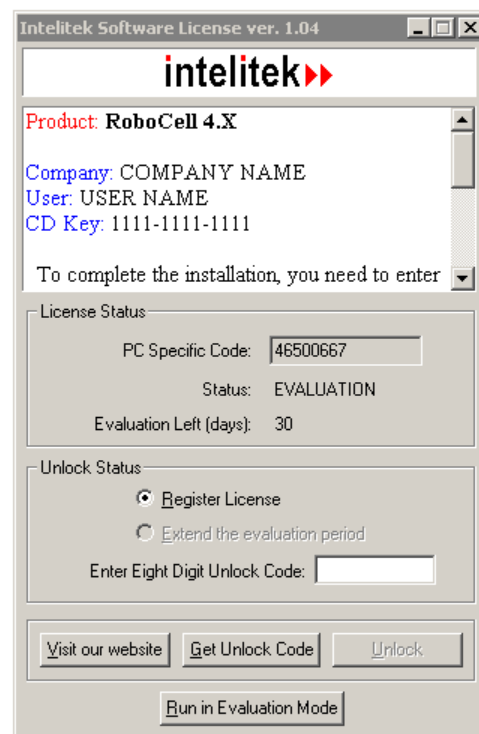 Intelitek Software License ver. 1.04
intelitek
Product: RoboCell 4.X
Company: COMPANY NAME
User: USER NAME
CD Key: 1111-1111-1111
To complete the installation, you need to enter
License Status
PC Specific Code: 46500667
Status: EVALUATION
Evaluation Left (days): 30
Unlock Status
Register License
Extend the evaluation period
Enter Eight Digit Unlock Code:
Visit our website Get Unlock Code Unlock
Run in Evaluation Mode